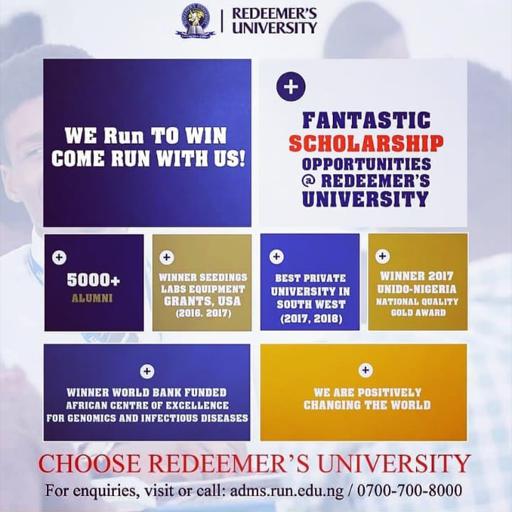 REDEEMER'S
UNIVERSITY
WE Run TO WIN
COME RUN WITH US!
FANTASTIC
SCHOLARSHIP
OPPORTUNITIES
@ REDEEMER'S
UNIVERSITY
5000+
ALUMNI
WINNER SEEDINGS
LABS EQUIPMENT
GRANTS, USA
(2016. 2017)
BEST PRIVATE
UNIVERSITY IN
SOUTH WEST
(2017, 2018)
WINNER 2017
UNIDO-NIGERIA
NATIONAL QUALITY
GOLD AWARD
WINNER WORLD BANK FUNDED
AFRICAN CENTRE OF EXCELLENCE
FOR GENOMICS AND INFECTIOUS DISEASES
WE ARE POSITIVELY
CHANGING THE WORLD
CHOOSE REDEEMER'S UNIVERSITY
For enquiries, visit or call: adms.run.edu.ng / 0700-700-8000